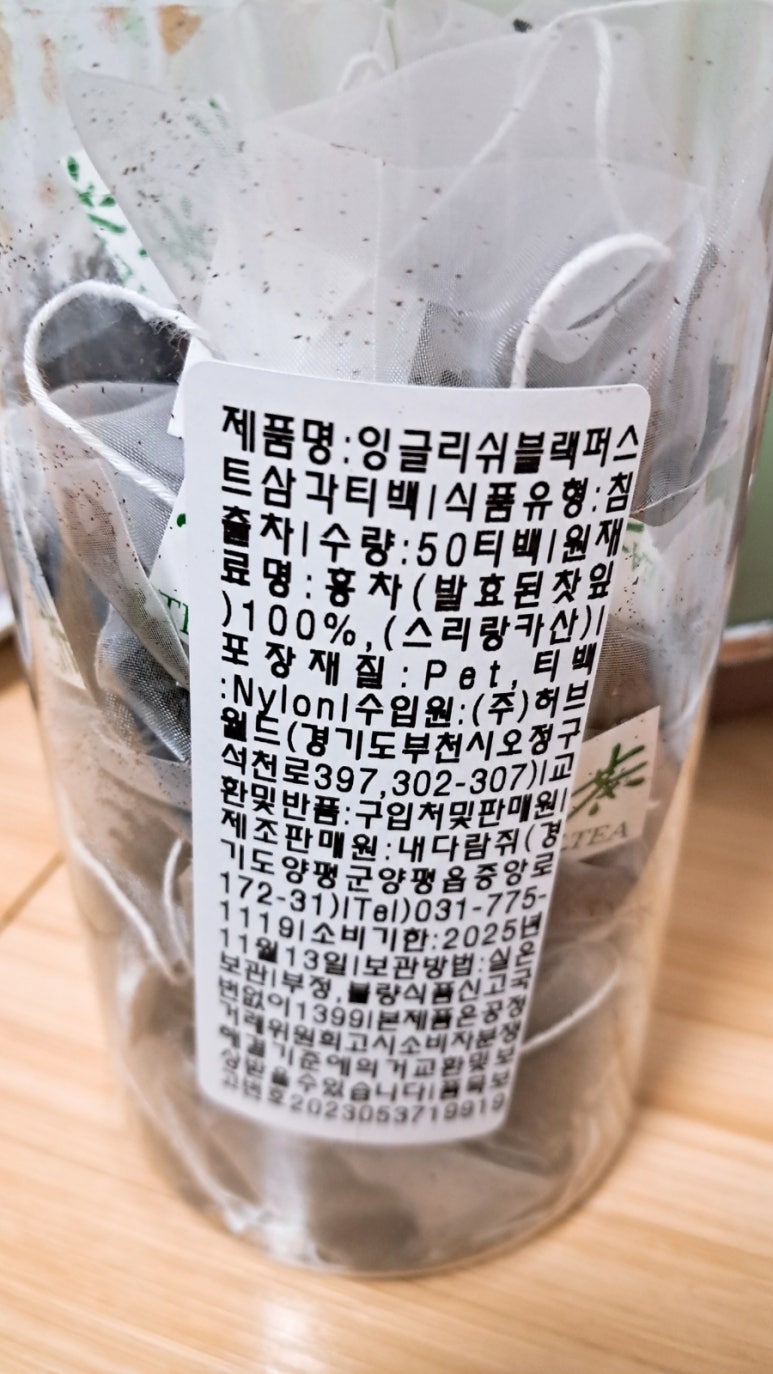 제품명:잉글리쉬블랙퍼스
트삼각티백|식품유형:침
출차|수량:50티백|원재
료명:홍차(발효된찻잎
)100%,(스리랑카산)|
포장재질:Pet,티백
:Nylon|수입원:(주)허브
월드(경기도부천시오정구
석천로397,302-307)|교
환및반품:구입처및판매원|
제조판매원:내다람쥐(경
기도양평군양평읍중앙로
172-31)|Tel)031-775-
1119|소비기한:2025년
11월13일|보관방법:실온
보관|부정,불량식품신고국
번없이1399|본제품은공정
거래위원회고시소비자분쟁
해결기준에의거교환및보
상받을수있습니다|품목보
고번호2023053719919
TEA